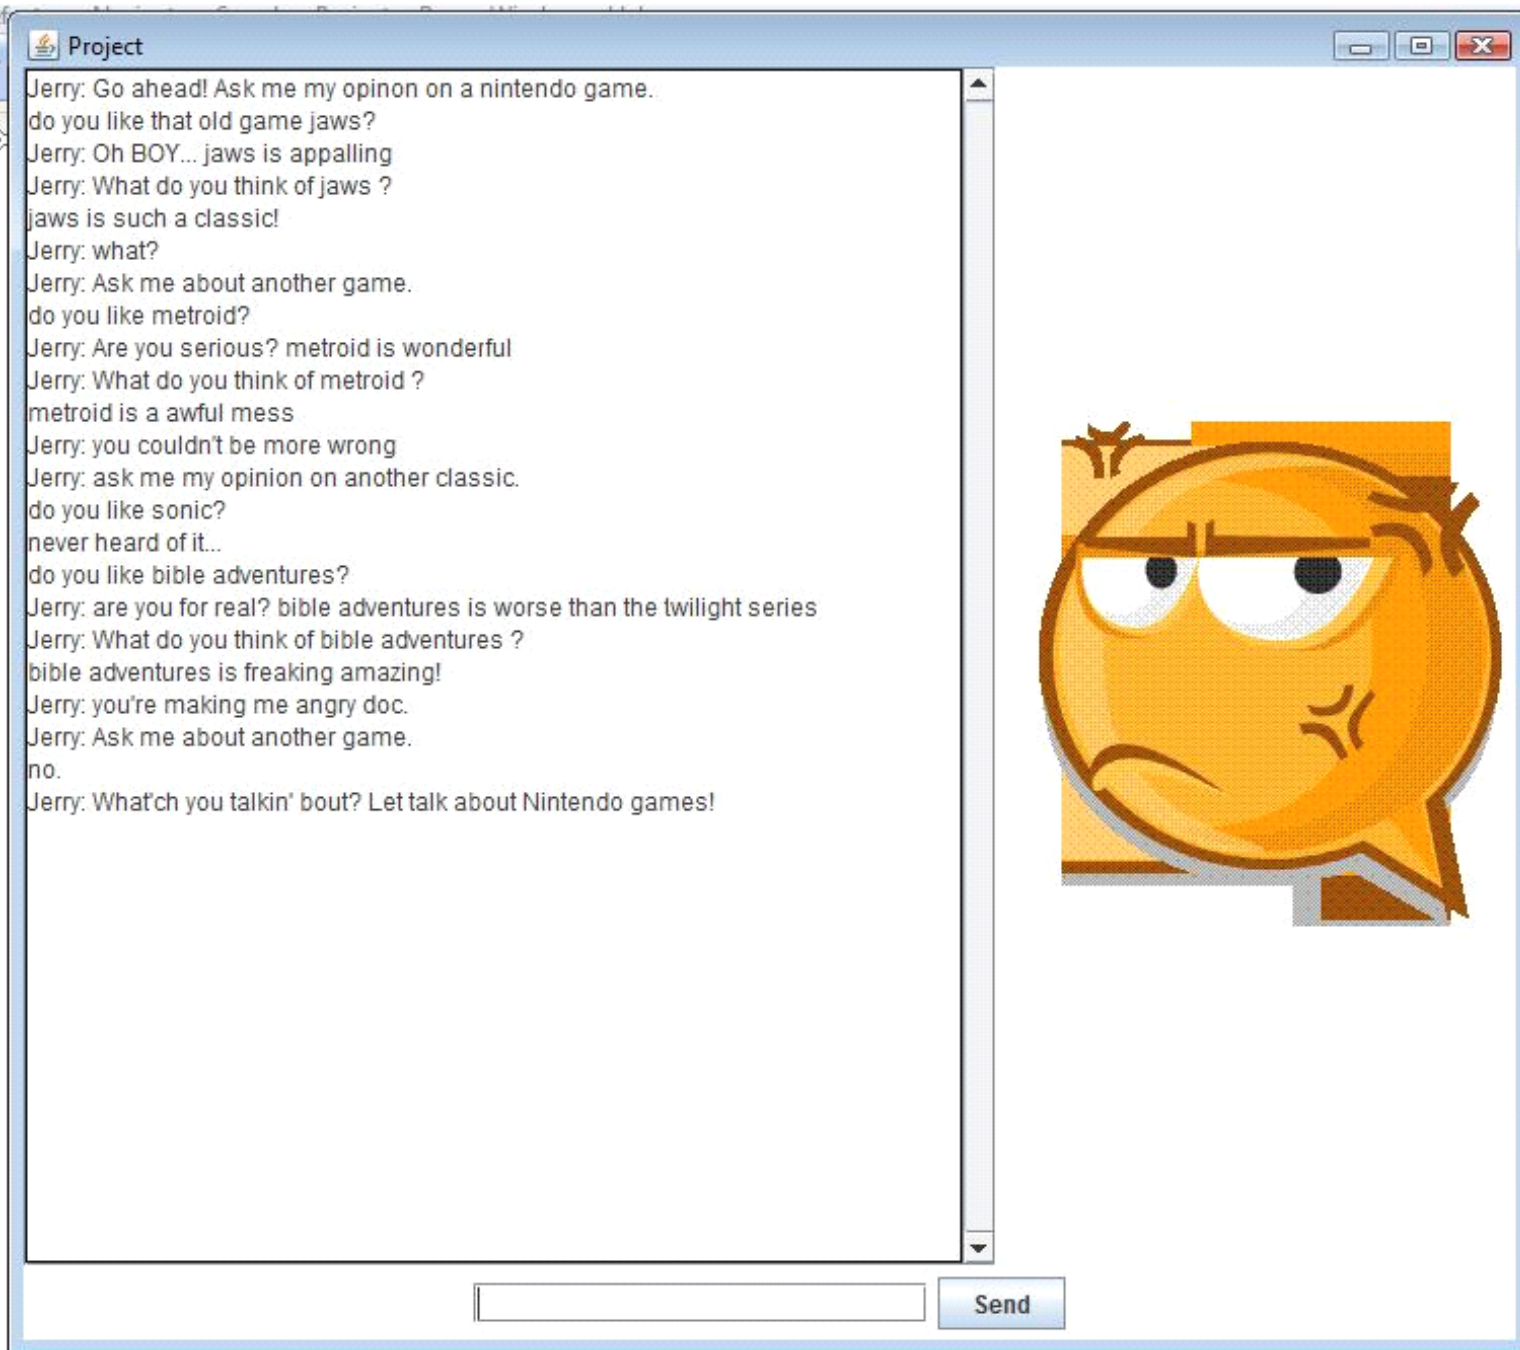 Project
Jerry: Go ahead! Ask me my opinon on a nintendo game.
do you like that old game jaws?
Jerry: Oh BOY... jaws is appalling
Jerry: What do you think of jaws ?
jaws is such a classic!
Jerry: what?
Jerry: Ask me about another game.
do you like metroid?
Jerry: Are you serious? metroid is wonderful
Jerry: What do you think of metroid ?
metroid is a awful mess
Jerry: you couldn't be more wrong
Jerry: ask me my opinion on another classic.
do you like sonic?
never heard of it...
do you like bible adventures?
Jerry: are you for real? bible adventures is worse than the twilight series
Jerry: What do you think of bible adventures ?
bible adventures is freaking amazing!
Jerry: you're making me angry doc.
Jerry: Ask me about another game.
no.
Jerry: What'ch you talkin' bout? Let talk about Nintendo games!
Send